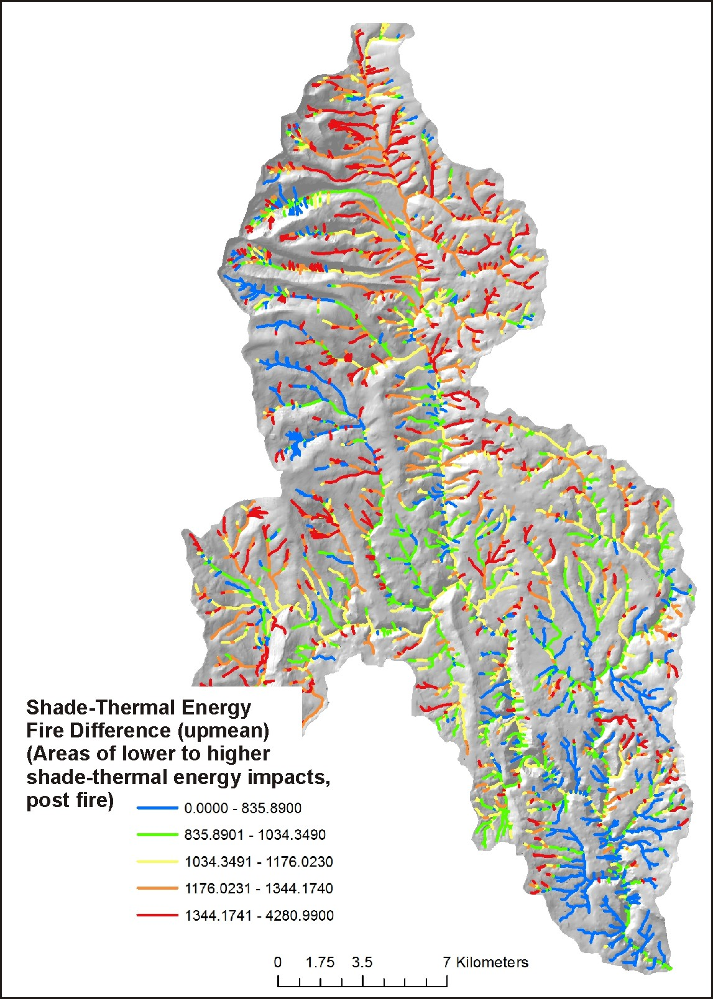 Shade-Thermal Energy
Fire Difference (upmean)
(Areas of lower to higher
shade-thermal energy impacts,
post fire)
0.0000 - 835.8900
835.8901 - 1034.3490
1034.3491 - 1176.0230
1176.0231 - 1344.1740
1344.1741 - 4280.9900
0 1.75 3.5 7 Kilometers